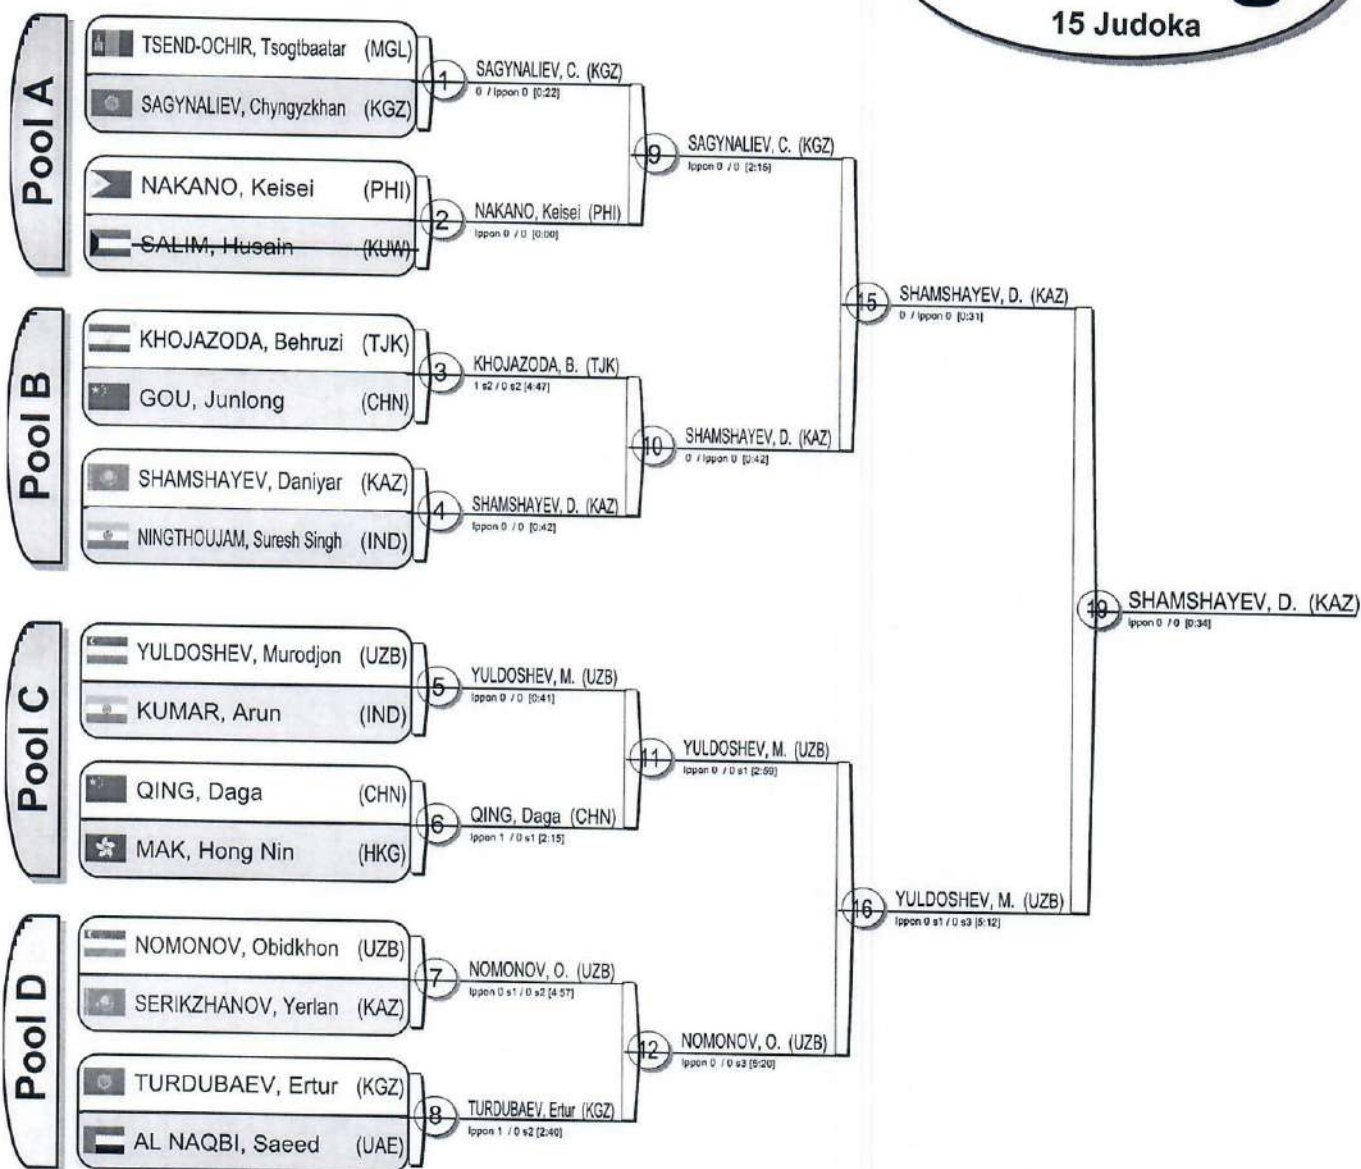 15 Judoka
Pool A
TSEND-OCHIR, Tsogtbaatar (MGL)
SAGYNALIEV, Chyngyzkhan (KGZ)
1
SAGYNALIEV, C. (KGZ)
0 / Ippon 0 [0:22]
NAKANO, Keisei (PHI)
SALIM, Husain (KUW)
2
NAKANO, Keisei (PHI)
Ippon 0 / 0 [0:00]
9
SAGYNALIEV, C. (KGZ)
Ippon 0 / 0 [2:15]
Pool B
KHOJAZODA, Behruzi (TJK)
GOU, Junlong (CHN)
3
KHOJAZODA, B. (TJK)
1 s2 / 0 s2 [4:47]
SHAMSHAYEV, Daniyar (KAZ)
NINGTHOUJAM, Suresh Singh (IND)
4
SHAMSHAYEV, D. (KAZ)
Ippon 0 / 0 [0:42]
10
SHAMSHAYEV, D. (KAZ)
0 / Ippon 0 [0:42]
15
SHAMSHAYEV, D. (KAZ)
0 / Ippon 0 [0:31]
Pool C
YULDOSHEV, Murodjon (UZB)
KUMAR, Arun (IND)
5
YULDOSHEV, M. (UZB)
Ippon 0 / 0 [0:41]
QING, Daga (CHN)
MAK, Hong Nin (HKG)
6
QING, Daga (CHN)
Ippon 1 / 0 s1 [2:15]
11
YULDOSHEV, M. (UZB)
Ippon 0 / 0 s1 [2:59]
Pool D
NOMONOV, Obidkhon (UZB)
SERIKZHANOV, Yerlan (KAZ)
7
NOMONOV, O. (UZB)
Ippon 0 s1 / 0 s2 [4:57]
TURDUBAEV, Ertur (KGZ)
AL NAQBI, Saeed (UAE)
8
TURDUBAEV, Ertur (KGZ)
Ippon 1 / 0 s2 [2:40]
12
NOMONOV, O. (UZB)
Ippon 0 / 0 s3 [5:20]
16
YULDOSHEV, M. (UZB)
Ippon 0 s1 / 0 s3 [5:12]
19
SHAMSHAYEV, D. (KAZ)
Ippon 0 / 0 [0:34]